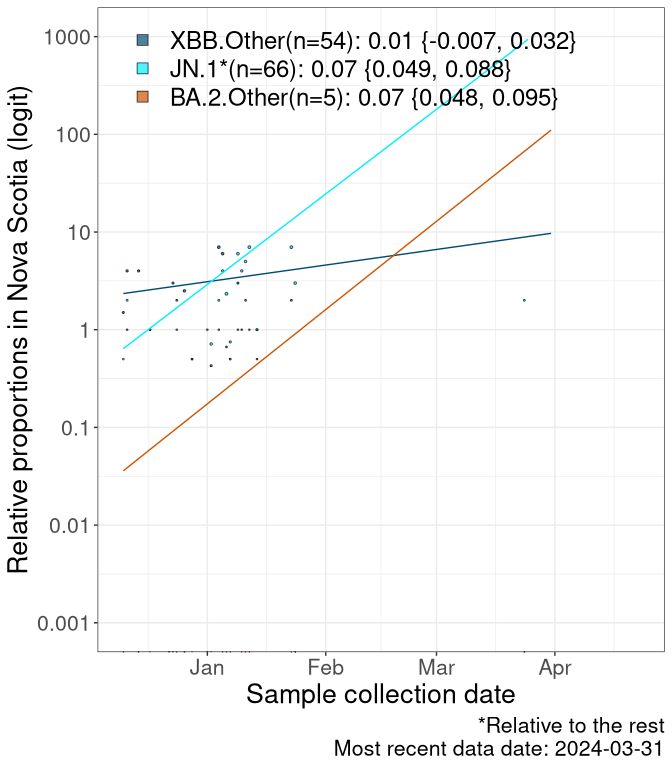 XBB.Other(n=54): 0.01 {-0.007, 0.032}
JN.1*(n=66): 0.07 {0.049, 0.088}
BA.2.Other(n=5): 0.07 {0.048, 0.095}
Relative proportions in Nova Scotia (logit)
1000
100
10
1
0.1
0.01
0.001
Jan Feb Mar Apr
Sample collection date
*Relative to the rest
Most recent data date: 2024-03-31